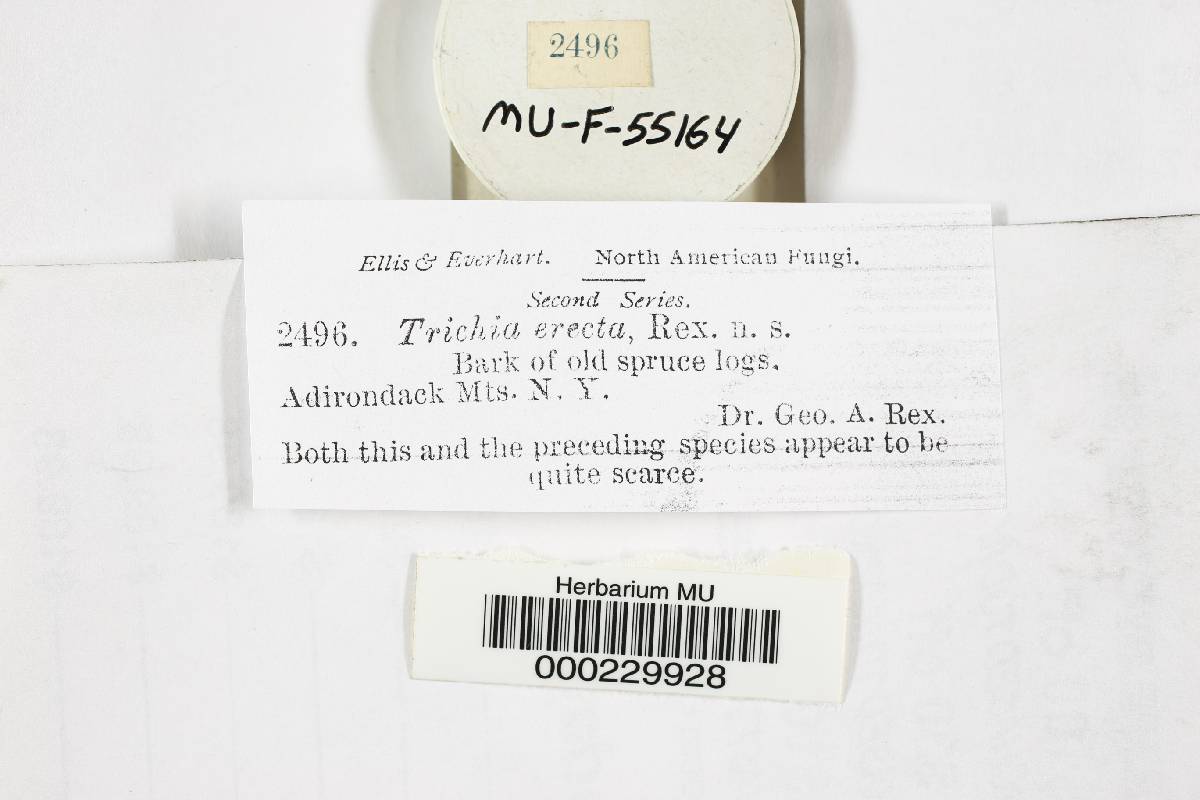 2496
MU-F-55164
Ellis & Everhart. North American Fungi.
Second Series.
2496. Trichia erecta, Rex. n. s.
Bark of old spruce logs.
Adirondack Mts. N. Y.
Dr. Geo. A. Rex.
Both this and the preceding species appear to be
quite scarce.
Herbarium MU
000229928